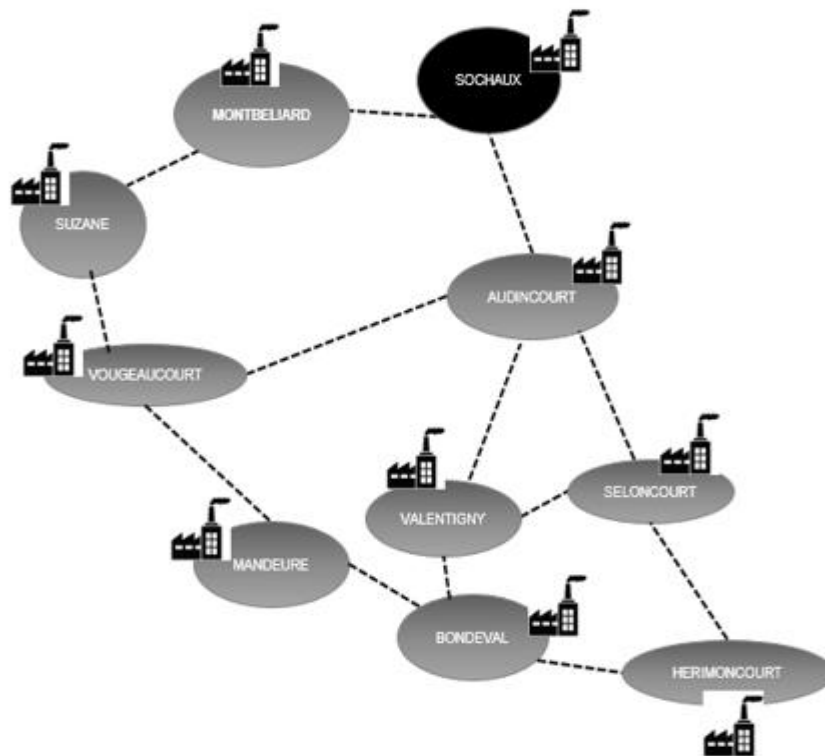 SOCHAUX
MONTBELIARD
SUZANE
AUDINCOURT
VOUGEAUCOURT
SELONCOURT
VALENTIGNY
MANDEURE
BONDEVAL
HERIMONCOURT